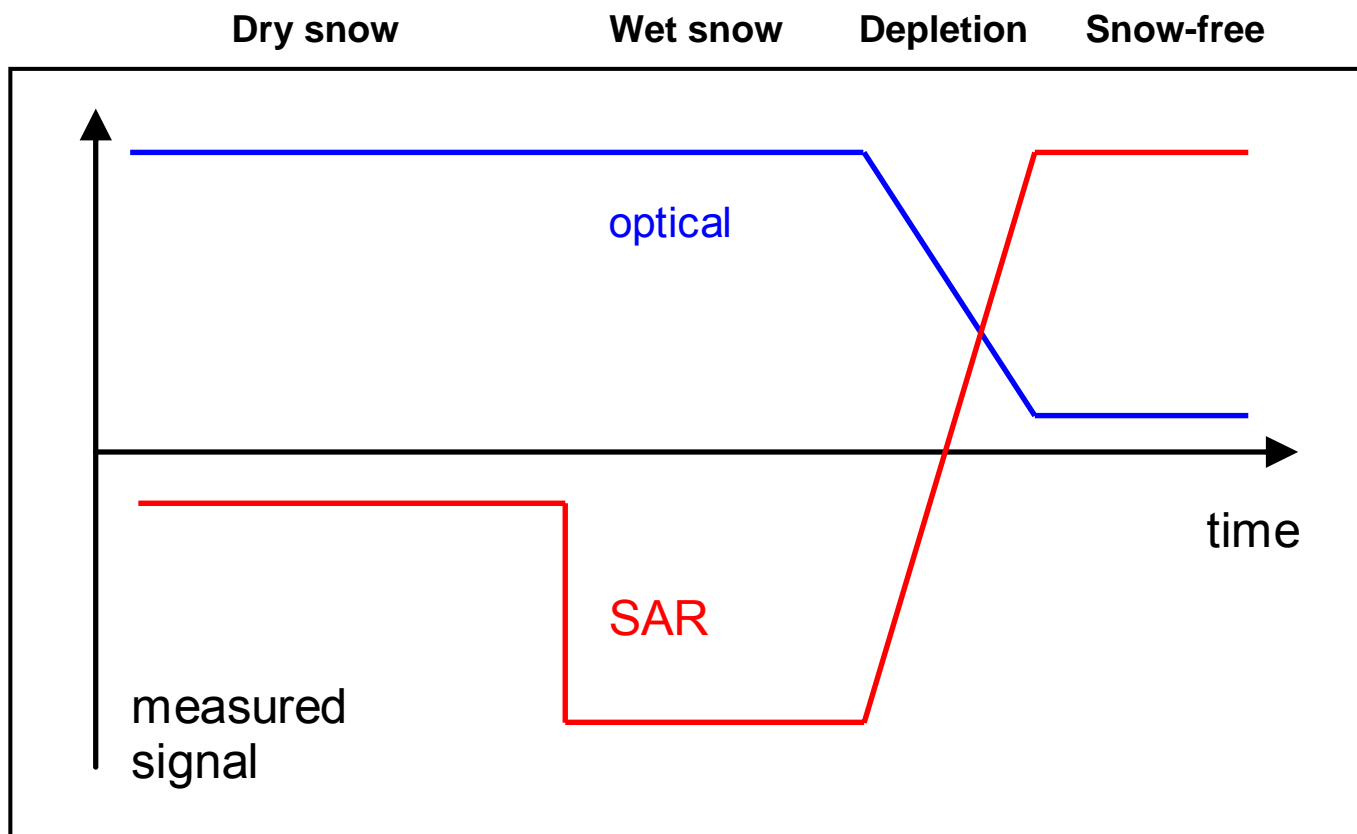 Dry snow Wet snow Depletion Snow-free
optical
time
SAR
measured
signal